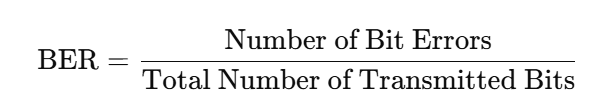 BER = Number of Bit Errors / Total Number of Transmitted Bits